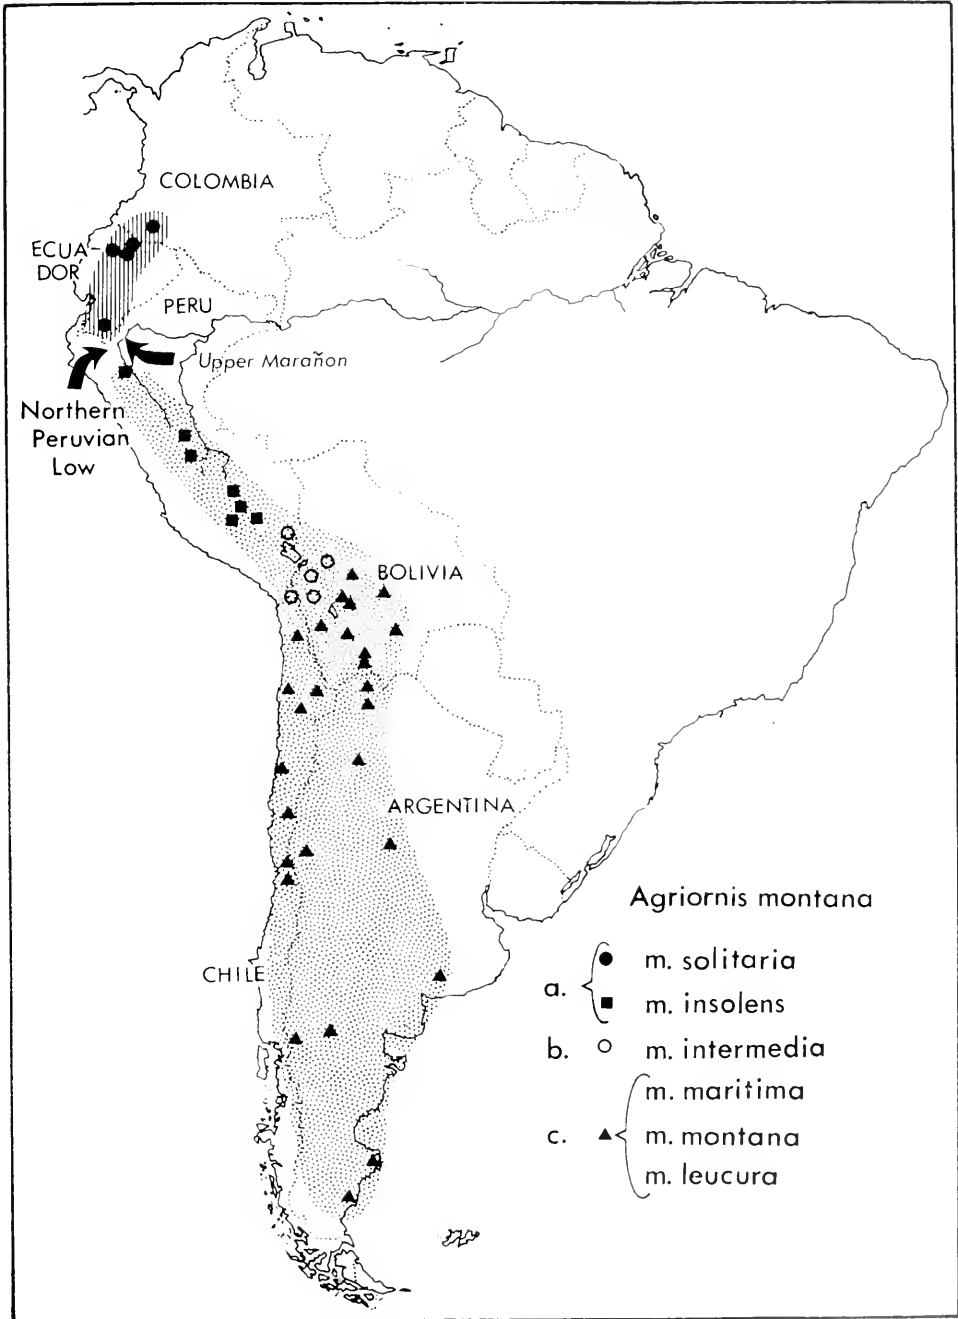 COLOMBIA
ECUA-
DOR
PERU
Upper Marañon
Northern
Peruvian
Low
BOLIVIA
ARGENTINA
CHILE
Agriornis montana
a. m. solitaria
m. insolens
b. m. intermedia
m. maritima
c. m. montana
m. leucura